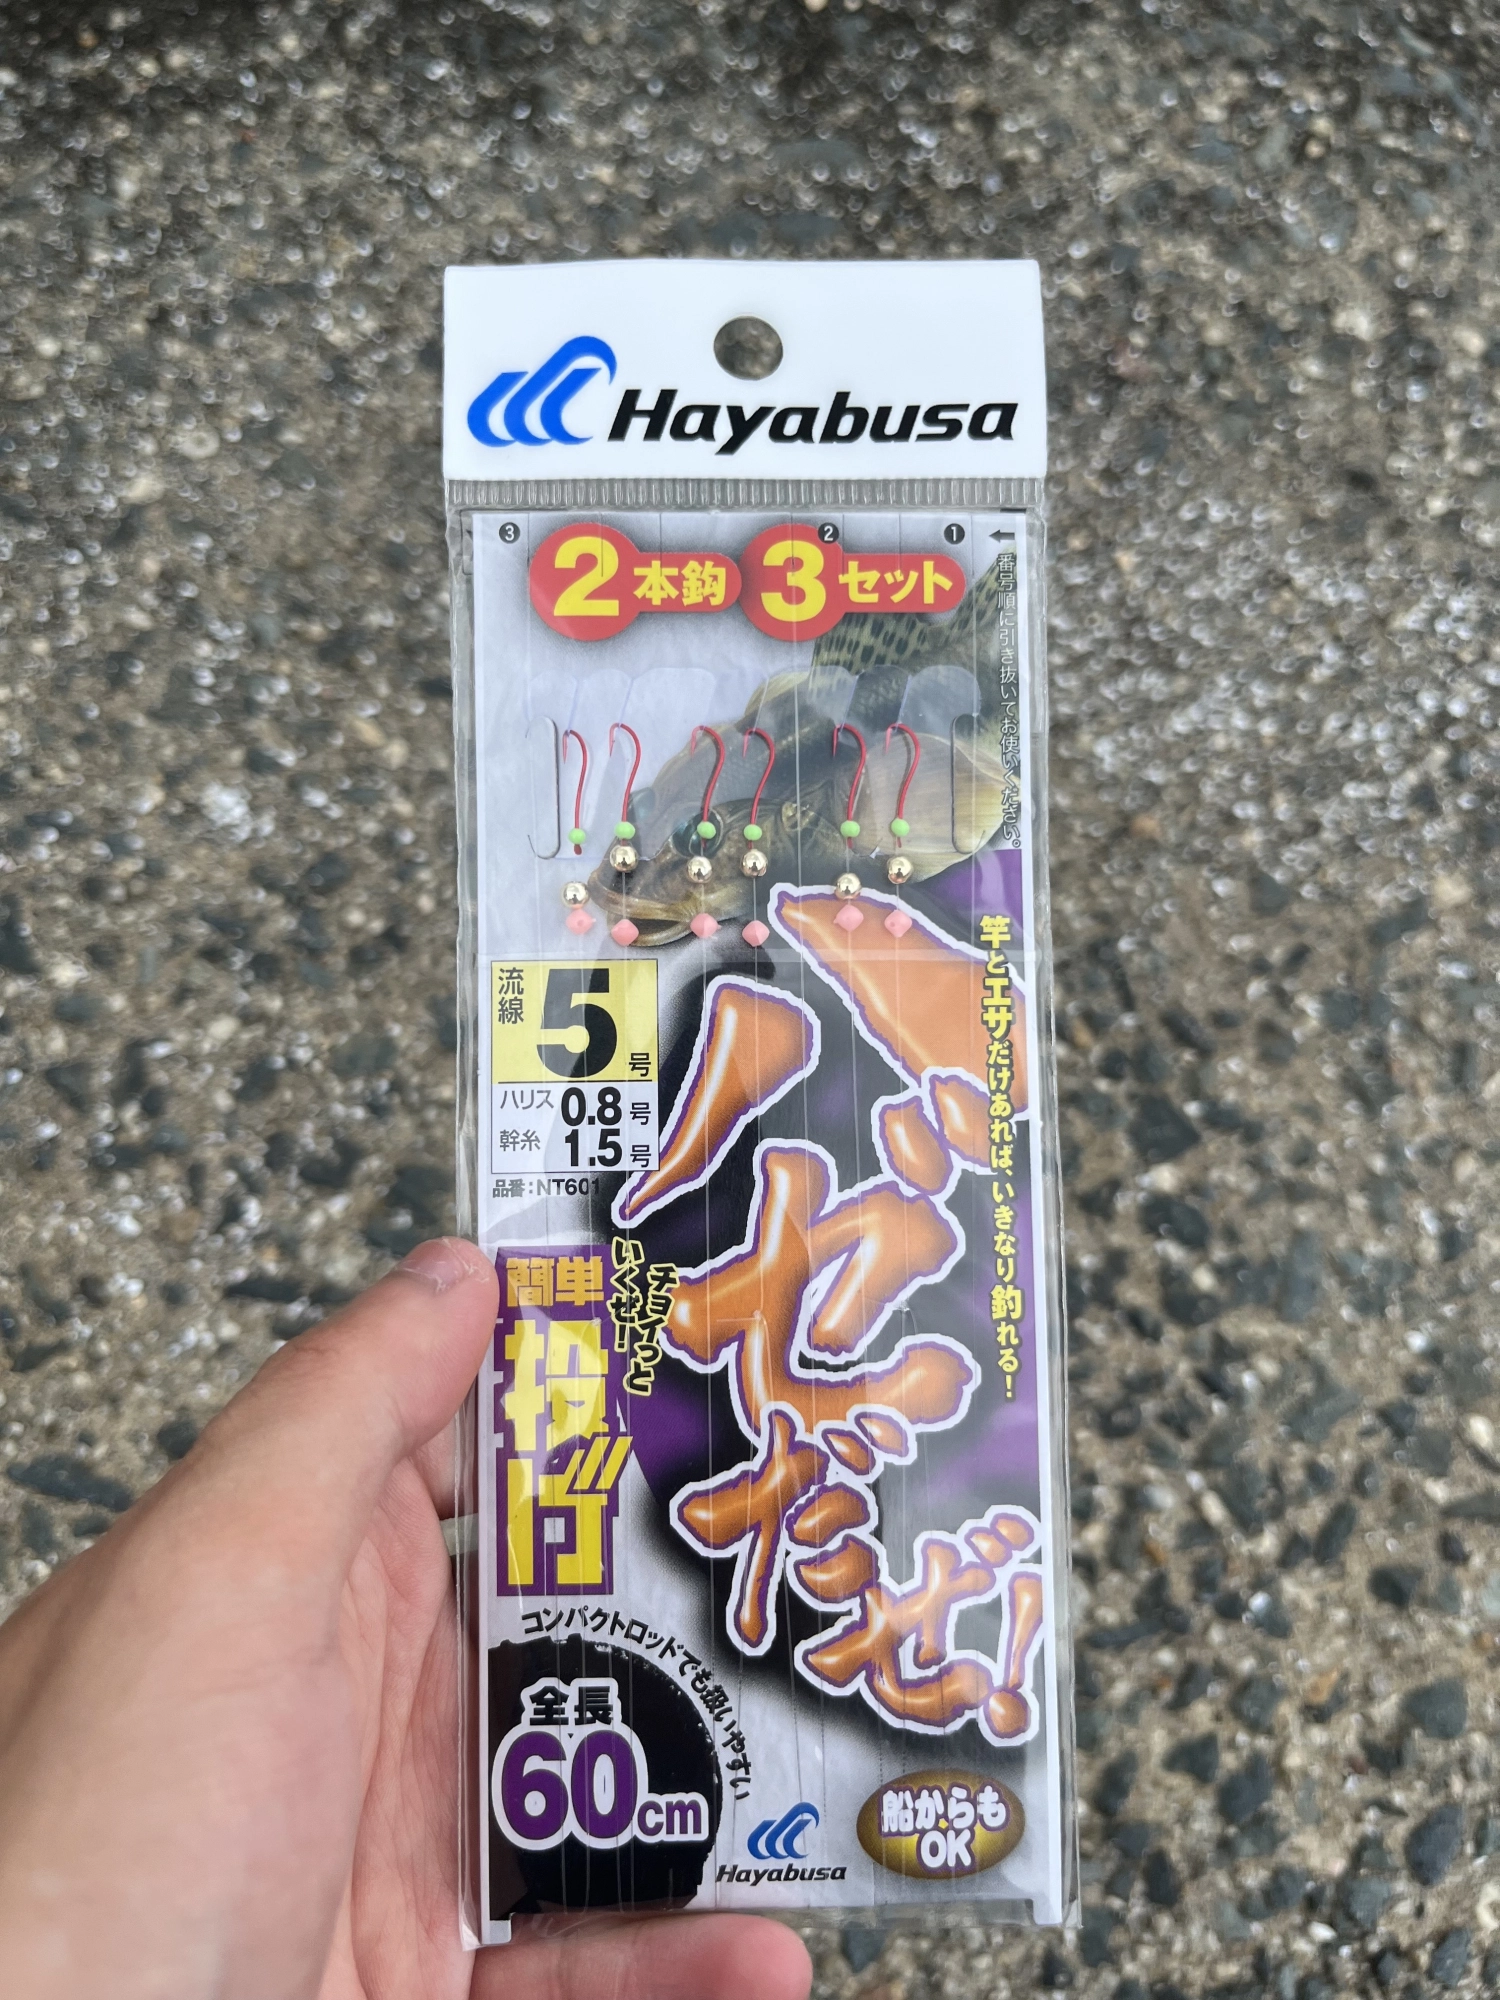 Hayabusa
③ ② ① ←
2本鈎 3セット
番号順に引き抜いてお使いください。
竿とエサだけあれば、いきなり釣れる!
流線 5号
ハリス 0.8号
幹糸 1.5号
品番:NT601
ハゼだぜ!
チョイっと
いくぜ!
簡単
投げ
コンパクトロッドでも扱いやすい
全長
60cm
Hayabusa
船からも
OK